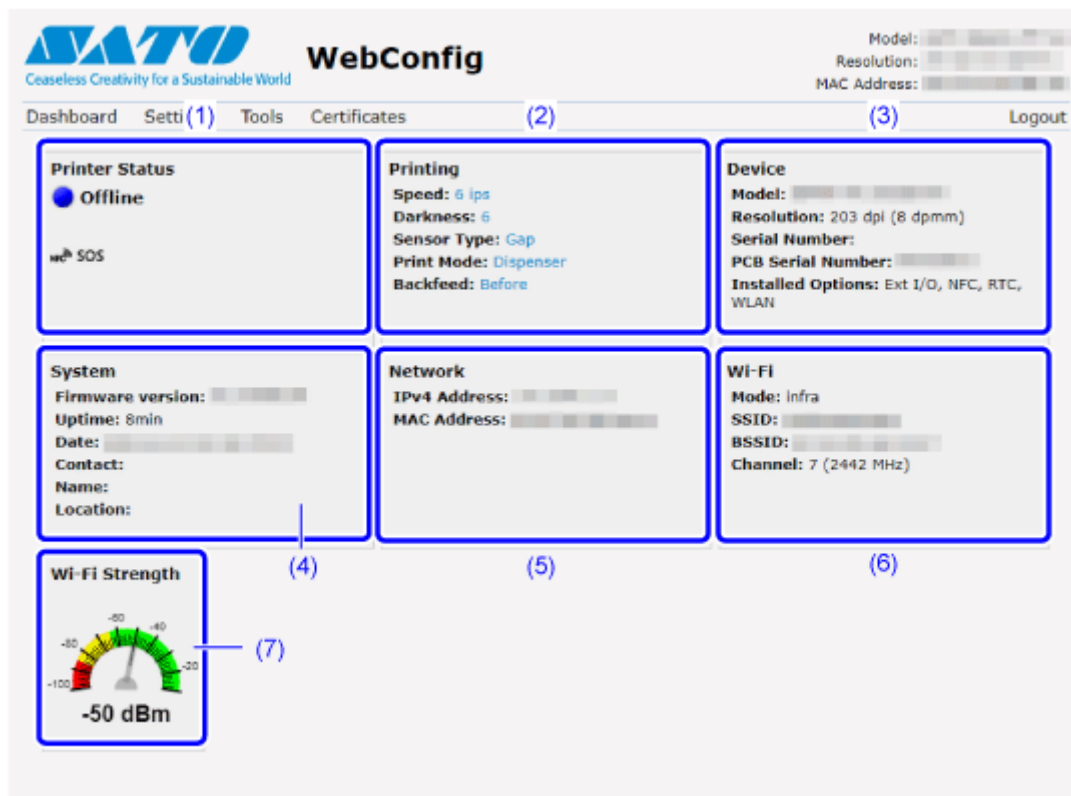 SATO
Ceaseless Creativity for a Sustainable World
WebConfig
Model:
Resolution:
MAC Address:
Dashboard Setti (1) Tools Certificates (2) (3) Logout
Printer Status
Offline
SOS
Printing
Speed: 6 ips
Darkness: 6
Sensor Type: Gap
Print Mode: Dispenser
Backfeed: Before
Device
Model:
Resolution: 203 dpi (8 dpmm)
Serial Number:
PCB Serial Number:
Installed Options: Ext I/O, NFC, RTC,
WLAN
System
Firmware version:
Uptime: 8min
Date:
Contact:
Name:
Location:
(4)
Network
IPv4 Address:
MAC Address:
(5)
Wi-Fi
Mode: infra
SSID:
BSSID:
Channel: 7 (2442 MHz)
(6)
Wi-Fi Strength
-100
-80
-60
-40
-20
-50 dBm
(7)